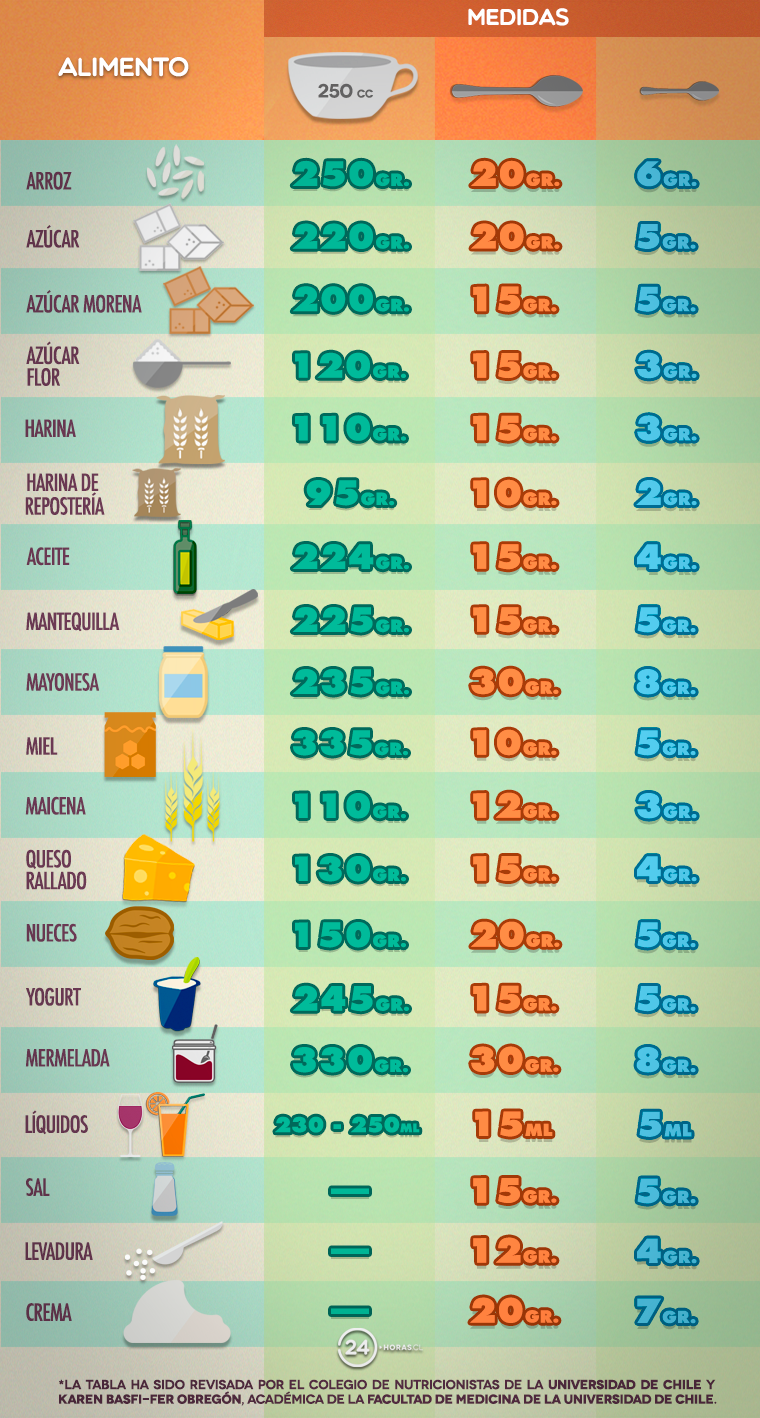 MEDIDAS
ALIMENTO
250 CC
ARROZ 250GR. 20GR. 6GR.
AZÚCAR 220GR. 20GR. 5GR.
AZÚCAR MORENA 200GR. 15GR. 5GR.
AZÚCAR
FLOR 120GR. 15GR. 3GR.
HARINA 110GR. 15GR. 3GR.
HARINA DE
REPOSTERÍA 95GR. 10GR. 2GR.
ACEITE 224GR. 15GR. 4GR.
MANTEQUILLA 225GR. 15GR. 5GR.
MAYONESA 235GR. 30GR. 8GR.
MIEL 335GR. 10GR. 5GR.
MAICENA 110GR. 12GR. 3GR.
QUESO
RALLADO 130GR. 15GR. 4GR.
NUECES 150GR. 20GR. 5GR.
YOGURT 245GR. 15GR. 5GR.
MERMELADA 330GR. 30GR. 8GR.
LÍQUIDOS 230 - 250ML 15ML 5ML
SAL — 15GR. 5GR.
LEVADURA — 12GR. 4GR.
CREMA — 20GR. 7GR.
24 HORAS.CL
*LA TABLA HA SIDO REVISADA POR EL COLEGIO DE NUTRICIONISTAS DE LA UNIVERSIDAD DE CHILE Y
KAREN BASFI-FER OBREGÓN, ACADÉMICA DE LA FACULTAD DE MEDICINA DE LA UNIVERSIDAD DE CHILE.